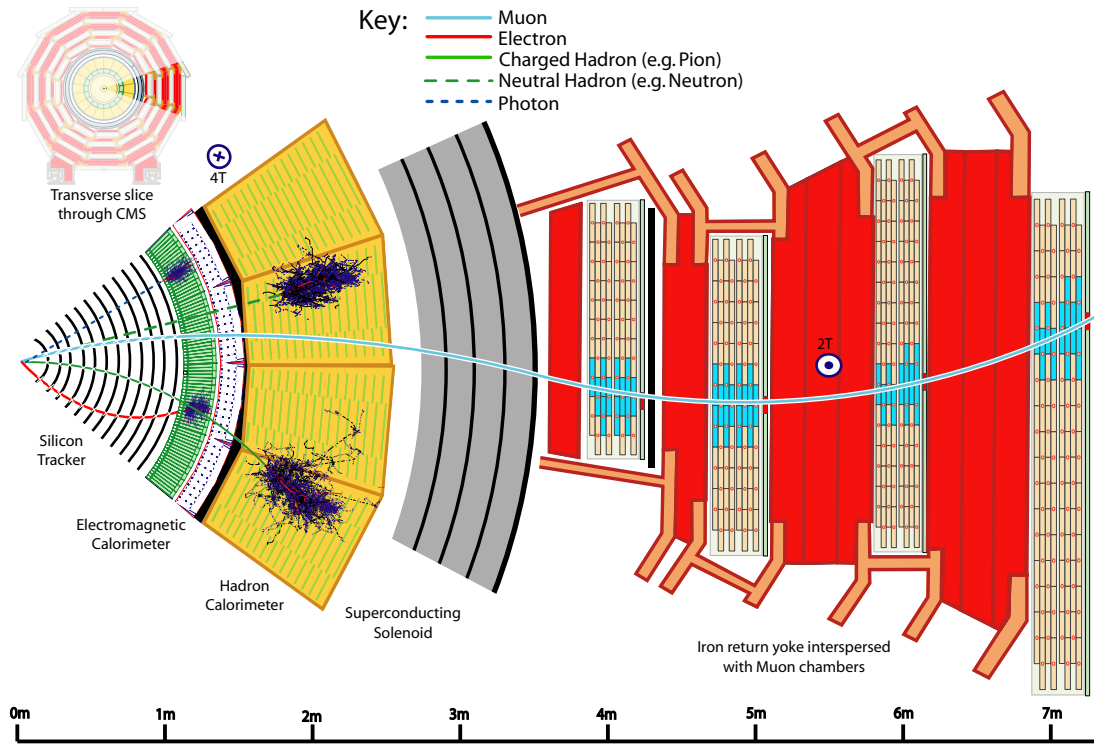 Key:
Muon
Electron
Charged Hadron (e.g. Pion)
Neutral Hadron (e.g. Neutron)
Photon
Transverse slice
through CMS
4T
2T
Silicon
Tracker
Electromagnetic
Calorimeter
Hadron
Calorimeter
Superconducting
Solenoid
Iron return yoke interspersed
with Muon chambers
0m
1m
2m
3m
4m
5m
6m
7m